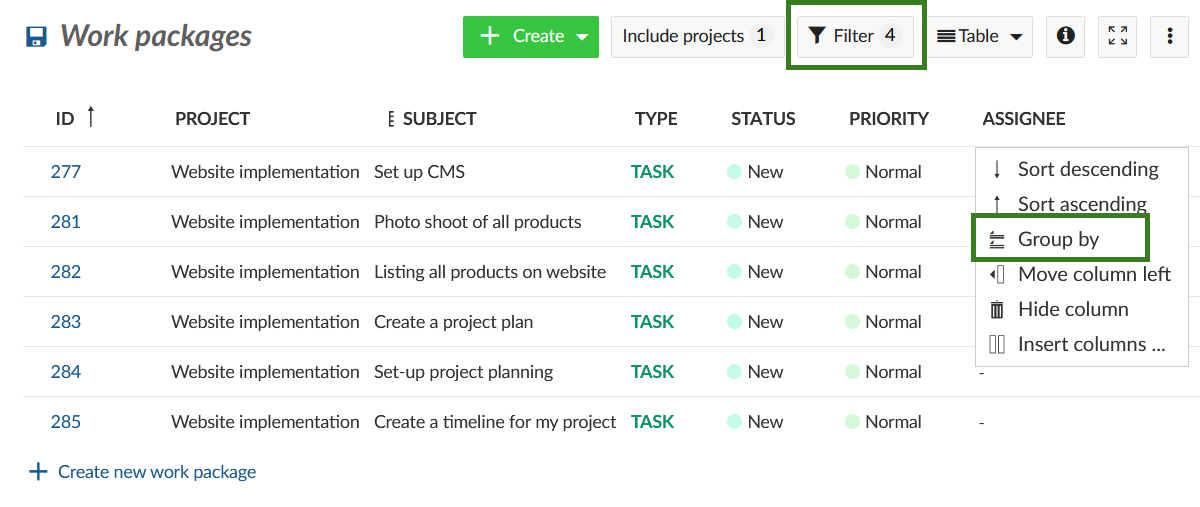 Work packages
Create
Include projects 1
Filter 4
Table
ID PROJECT SUBJECT TYPE STATUS PRIORITY ASSIGNEE
277 Website implementation Set up CMS TASK New Normal
281 Website implementation Photo shoot of all products TASK New Normal
282 Website implementation Listing all products on website TASK New Normal
283 Website implementation Create a project plan TASK New Normal
284 Website implementation Set-up project planning TASK New Normal -
285 Website implementation Create a timeline for my project TASK New Normal -
Sort descending
Sort ascending
Group by
Move column left
Hide column
Insert columns ...
Create new work package